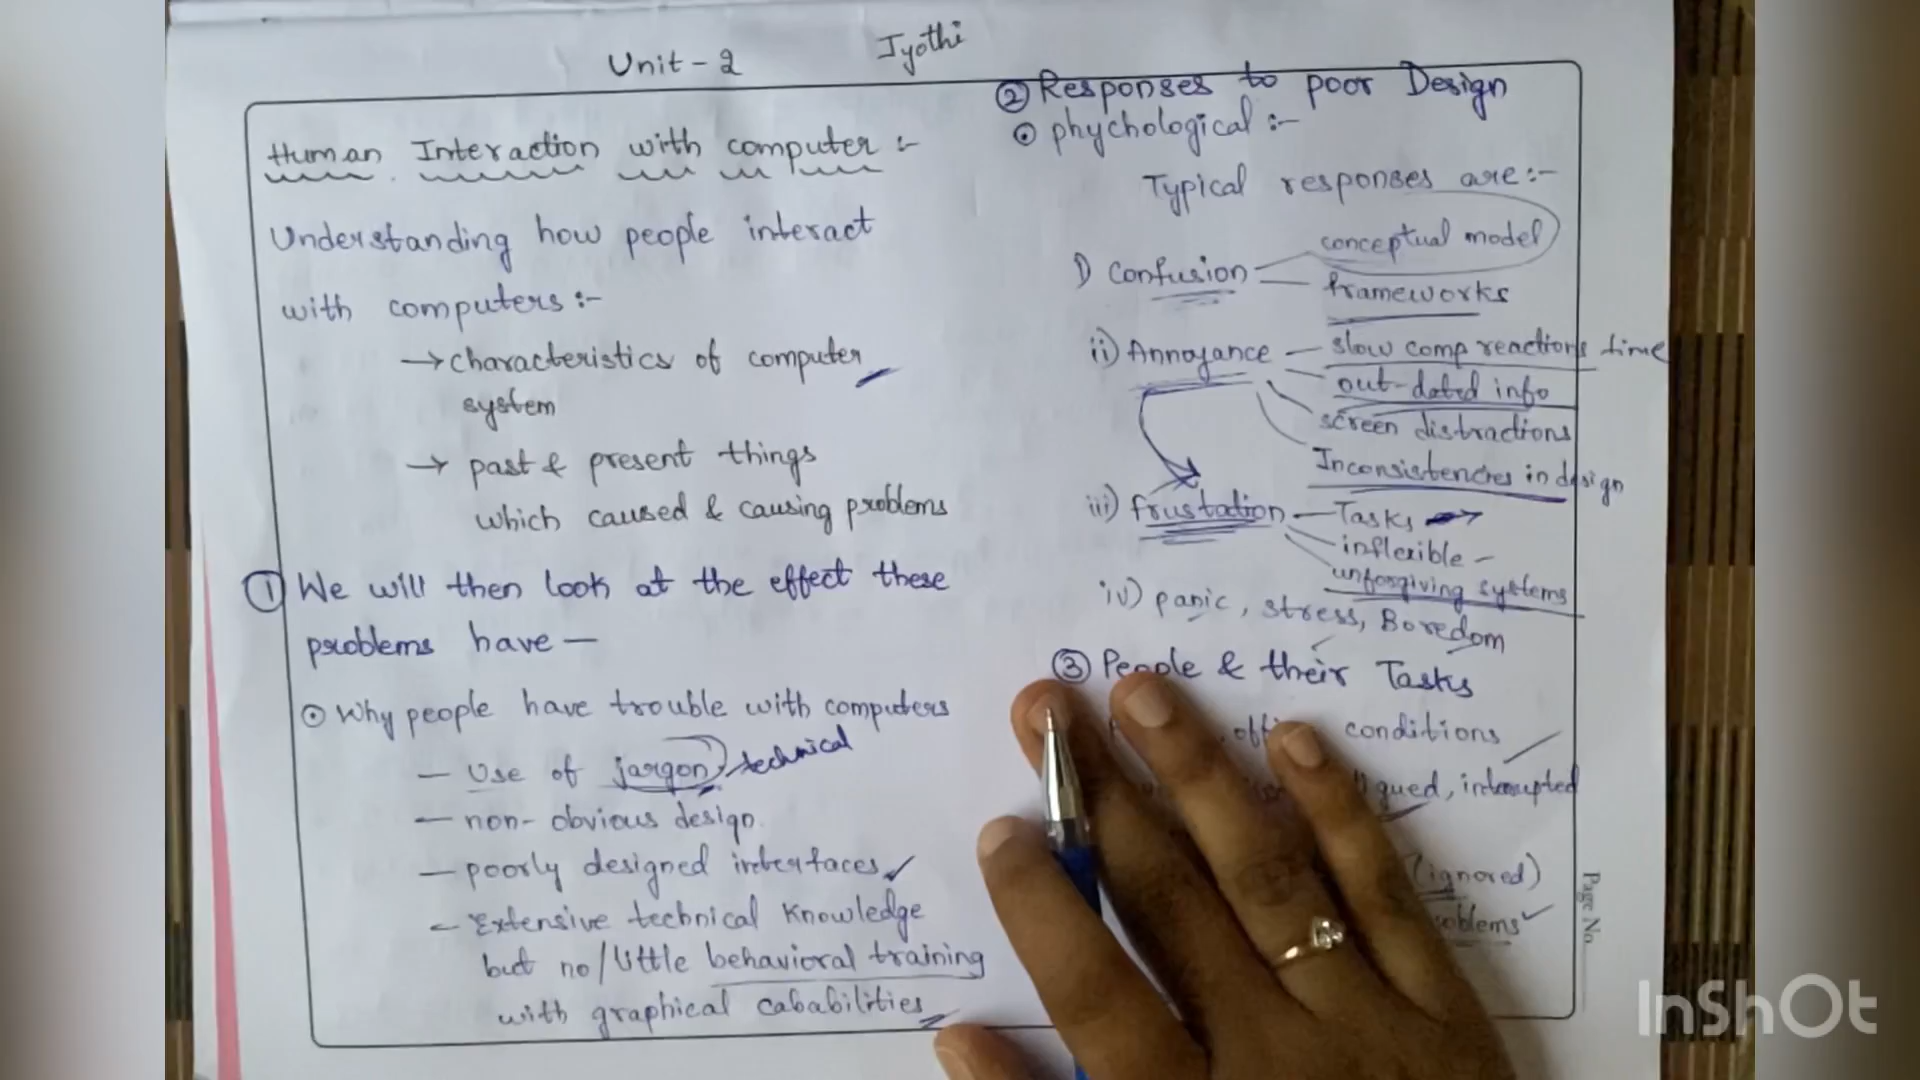 Unit - 2
Jyothi
Human Interaction with computer :-
Understanding how people interact
with computers :-
→ characteristics of computer
system
→ past & present things
which caused & causing problems
① We will then look at the effect these
problems have —
⊙ Why people have trouble with computers
— Use of jargon technical
— non-obvious design.
— poorly designed interfaces ✓
— Extensive technical knowledge
but no/little behavioral training
with graphical cababilities
② Responses to poor Design
⊙ phychological :-
Typical responses are :-
i) Confusion — conceptual model
— frameworks
ii) Annoyance — slow comp reactions time
out-dated info
screen distractions
Inconsistencies in design
iii) frustation — Tasks →
inflexible —
unforgiving systems
iv) panic, stress, Boredom
③ People & their Tasks
conditions
gued, interrupted
(ignored)
oblems ✓
Page No.
InShOt